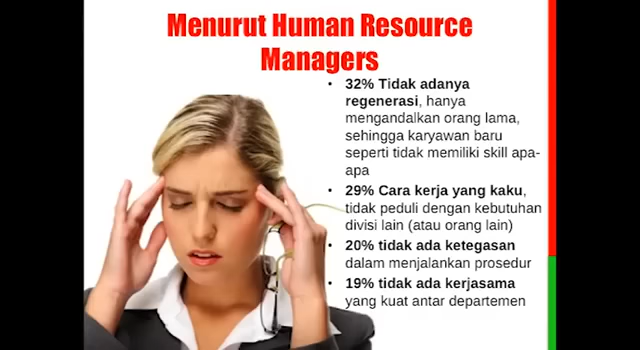 Menurut Human Resource
Managers
• 32% Tidak adanya
regenerasi, hanya
mengandalkan orang lama,
sehingga karyawan baru
seperti tidak memiliki skill apa-
apa
• 29% Cara kerja yang kaku,
tidak peduli dengan kebutuhan
divisi lain (atau orang lain)
• 20% tidak ada ketegasan
dalam menjalankan prosedur
• 19% tidak ada kerjasama
yang kuat antar departemen